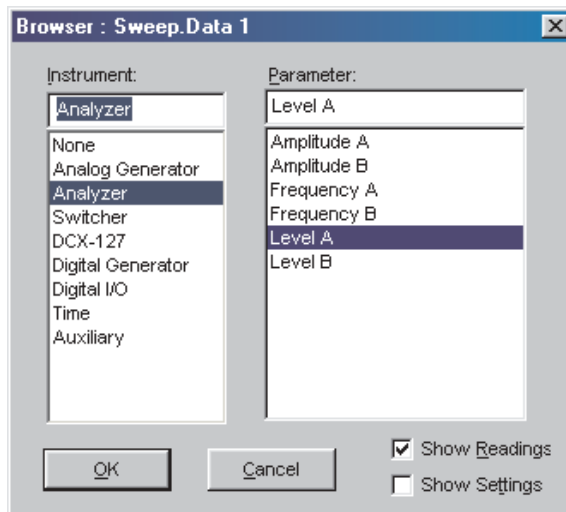 Browser : Sweep.Data 1
Instrument:
Analyzer
None
Analog Generator
Analyzer
Switcher
DCX-127
Digital Generator
Digital I/O
Time
Auxiliary
Parameter:
Level A
Amplitude A
Amplitude B
Frequency A
Frequency B
Level A
Level B
OK
Cancel
Show Readings
Show Settings